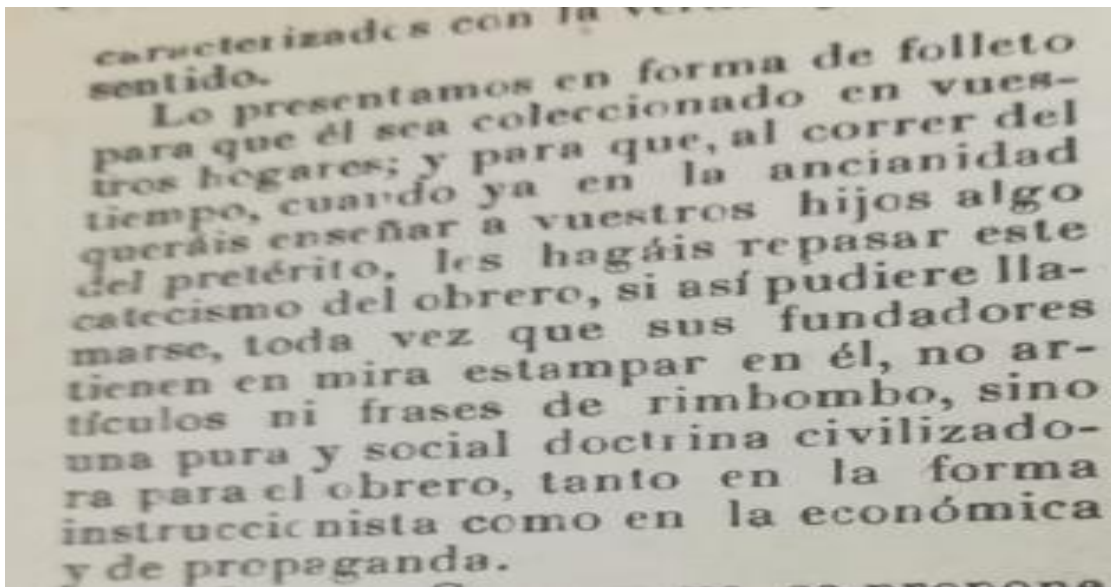 caracterizados con la
sentido.
Lo presentamos en forma de folleto
para que él sea coleccionado en vues-
tros hogares; y para que, al correr del
tiempo, cuando ya en la ancianidad
queráis enseñar a vuestros hijos algo
del pretérito, les hagáis repasar este
catecismo del obrero, si así pudiere lla-
marse, toda vez que sus fundadores
tienen en mira estampar en él, no ar-
tículos ni frases de rimbombo, sino
una pura y social doctrina civilizado-
ra para el obrero, tanto en la forma
instruccionista como en la económica
y de propaganda.